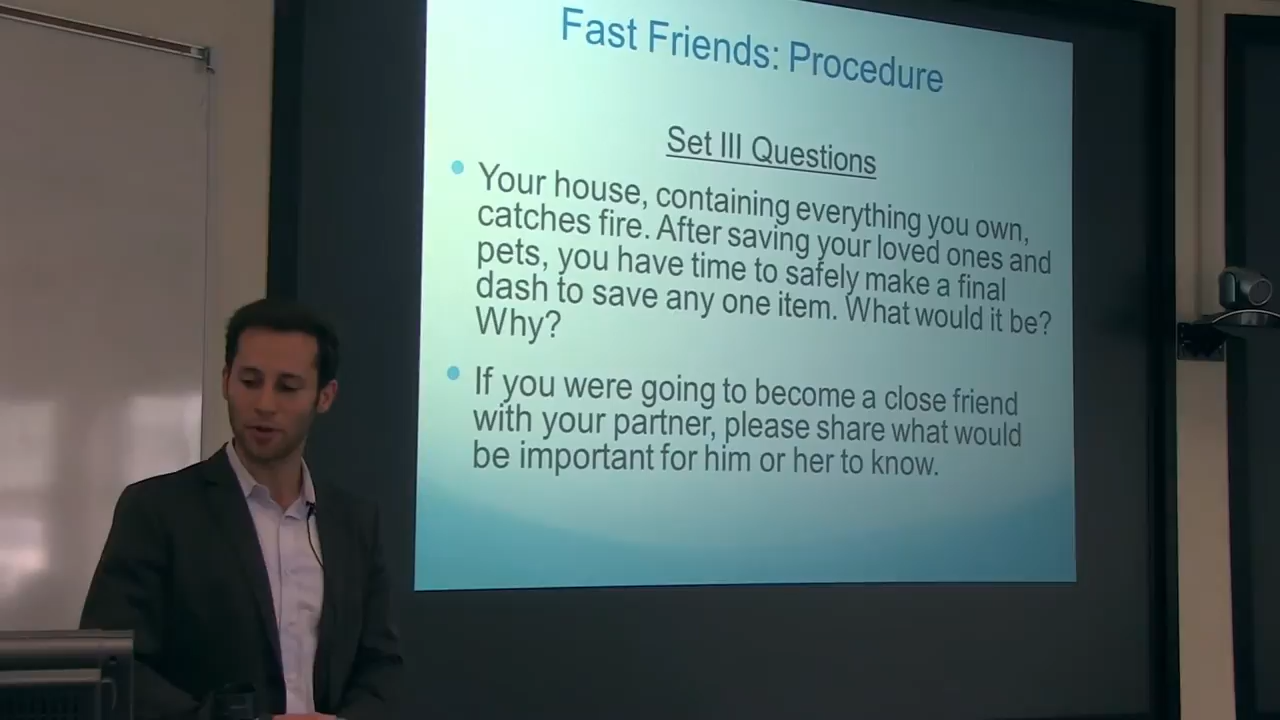 Fast Friends: Procedure
Set III Questions
Your house, containing everything you own,
catches fire. After saving your loved ones and
pets, you have time to safely make a final
dash to save any one item. What would it be?
Why?
If you were going to become a close friend
with your partner, please share what would
be important for him or her to know.